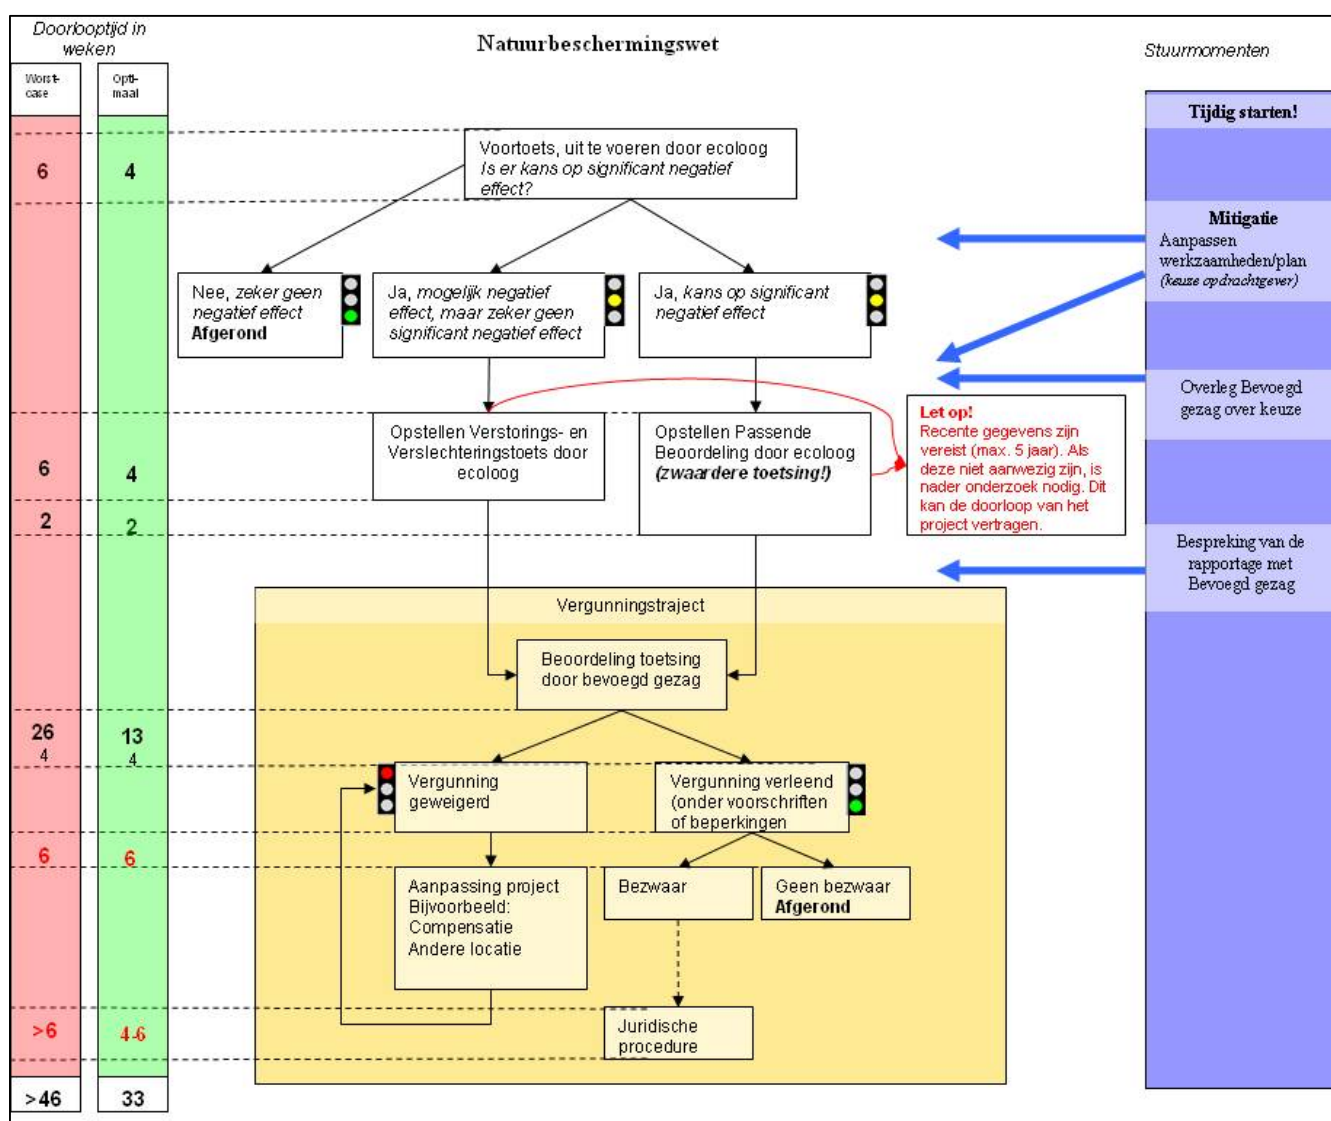 Doorlooptijd in
weken
Natuurbeschermingswet
Stuurmomenten
Worst-
case
Opti-
maal
Tijdig starten!
Voortoets, uit te voeren door ecoloog
Is er kans op significant negatief
effect?
6
4
Mitigatie
Aanpassen
werkzaamheden/plan
(keuze opdrachtgever)
Nee, zeker geen
negatief effect
Afgerond
Ja, mogelijk negatief
effect, maar zeker geen
significant negatief effect
Ja, kans op significant
negatief effect
Overleg Bevoegd
gezag over keuze
Opstellen Verstorings- en
Verslechteringstoets door
ecoloog
Opstellen Passende
Beoordeling door ecoloog
(zwaardere toetsing!)
Let op!
Recente gegevens zijn
vereist (max. 5 jaar). Als
deze niet aanwezig zijn, is
nader onderzoek nodig. Dit
kan de doorloop van het
project vertragen.
6
4
2
2
Bespreking van de
rapportage met
Bevoegd gezag
Vergunningstraject
Beoordeling toetsing
door bevoegd gezag
26
4
13
4
Vergunning
geweigerd
Vergunning verleend
(onder voorschriften
of beperkingen
6
6
Aanpassing project
Bijvoorbeeld:
Compensatie
Andere locatie
Bezwaar
Geen bezwaar
Afgerond
>6
4-6
Juridische
procedure
>46
33